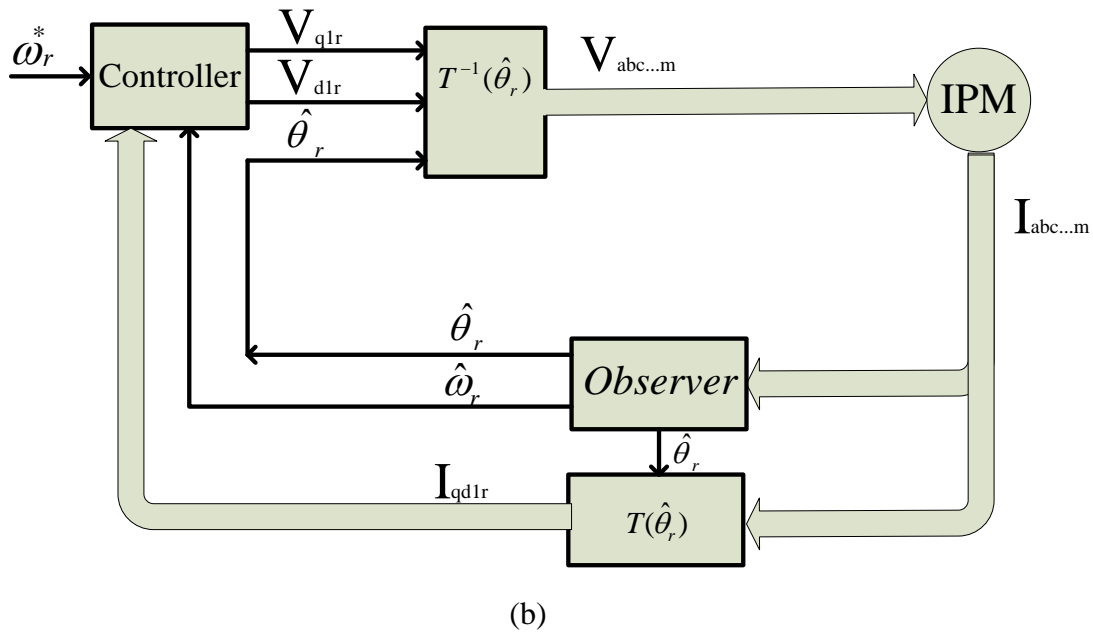 ω*r
Controller
Vq1r
Vd1r
θ̂r
T⁻¹(θ̂r)
Vabc...m
IPM
Iabc...m
θ̂r
ω̂r
Observer
θ̂r
Iqd1r
T(θ̂r)
(b)